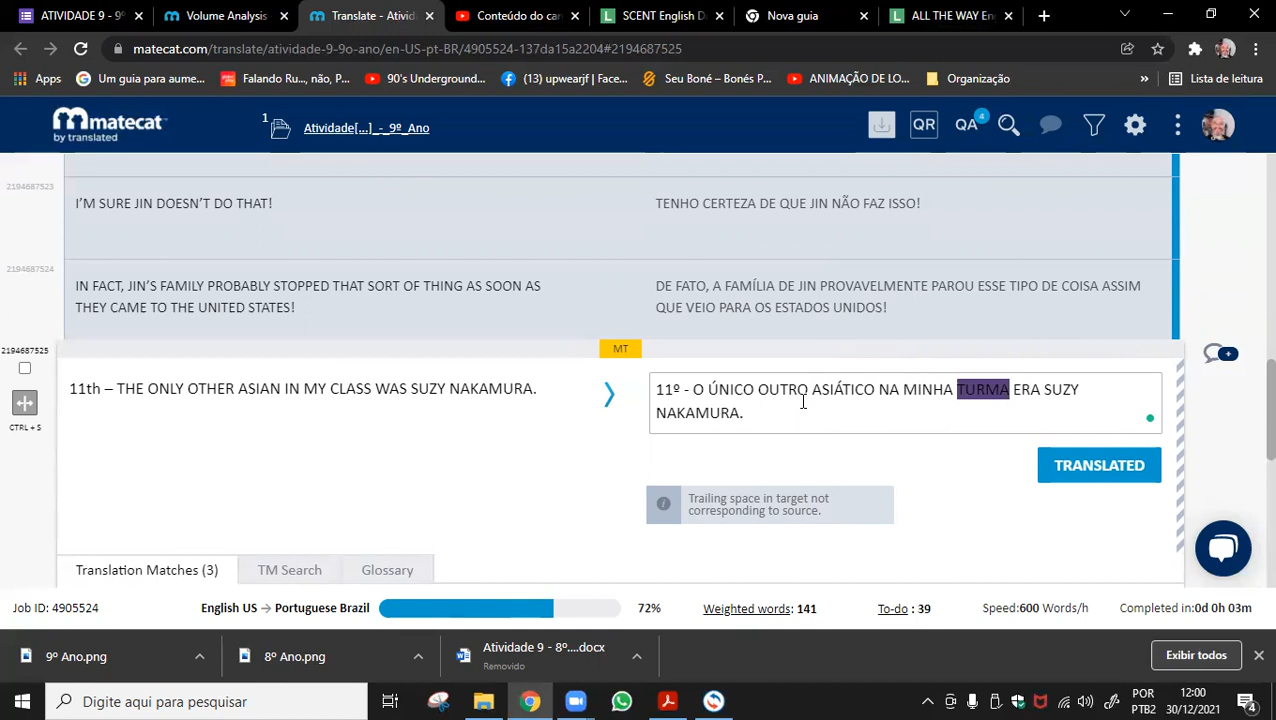 ATIVIDADE 9 - 9º
Volume Analysis
Translate - Ativid
Conteúdo do can
SCENT English D
Nova guia
ALL THE WAY En
matecat.com/translate/atividade-9-9o-ano/en-US-pt-BR/4905524-137da15a2204#2194687525
Apps
Um guia para aume...
Falando Ru..., não, P...
90's Underground...
(13) upwearjf | Face...
Seu Boné – Bonés P...
ANIMAÇÃO DE LO...
Organização
»
Lista de leitura
matecat
by translated
1
Atividade[...]_-_9º_Ano
QR
QA
4
2194687523
I'M SURE JIN DOESN'T DO THAT!
TENHO CERTEZA DE QUE JIN NÃO FAZ ISSO!
2194687524
IN FACT, JIN'S FAMILY PROBABLY STOPPED THAT SORT OF THING AS SOON AS
THEY CAME TO THE UNITED STATES!
DE FATO, A FAMÍLIA DE JIN PROVAVELMENTE PAROU ESSE TIPO DE COISA ASSIM
QUE VEIO PARA OS ESTADOS UNIDOS!
2194687525
MT
11th – THE ONLY OTHER ASIAN IN MY CLASS WAS SUZY NAKAMURA.
11º - O ÚNICO OUTRO ASIÁTICO NA MINHA TURMA ERA SUZY
NAKAMURA.
CTRL + S
TRANSLATED
Trailing space in target not
corresponding to source.
Translation Matches (3)
TM Search
Glossary
Job ID: 4905524
English US → Portuguese Brazil
72%
Weighted words: 141
To-do : 39
Speed:600 Words/h
Completed in:0d 0h 03m
9º Ano.png
8º Ano.png
Atividade 9 - 8º....docx
Removido
Exibir todos
Digite aqui para pesquisar
POR
PTB2
12:00
30/12/2021
4